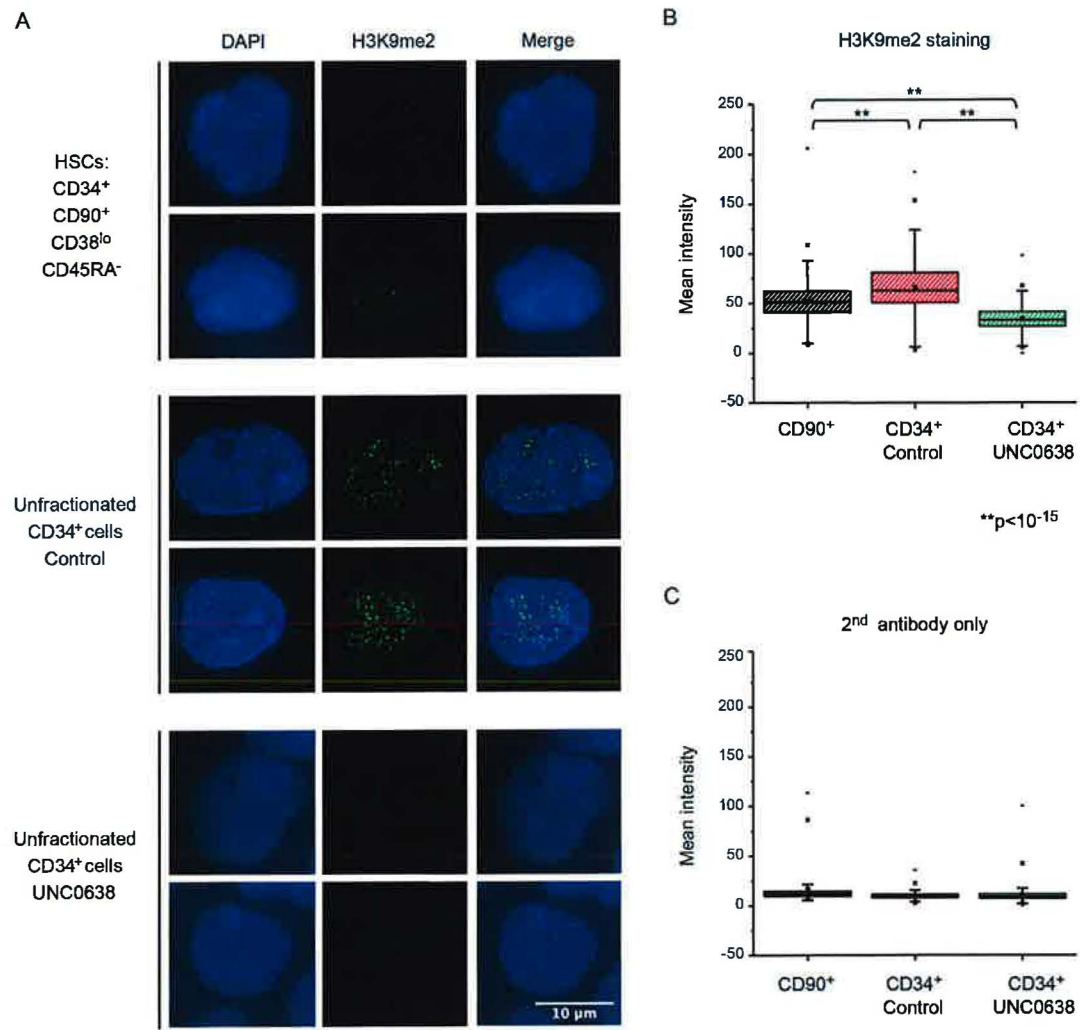 A
DAPI
H3K9me2
Merge
HSCs:
CD34⁺
CD90⁺
CD38ˡᵒ
CD45RA⁻
Unfractionated
CD34⁺ cells
Control
Unfractionated
CD34⁺ cells
UNC0638
10 µm
B
H3K9me2 staining
**
**
**
250
200
150
100
50
0
-50
Mean intensity
CD90⁺
CD34⁺
Control
CD34⁺
UNC0638
**p<10⁻¹⁵
C
2ⁿᵈ antibody only
250
200
150
100
50
0
-50
Mean intensity
CD90⁺
CD34⁺
Control
CD34⁺
UNC0638